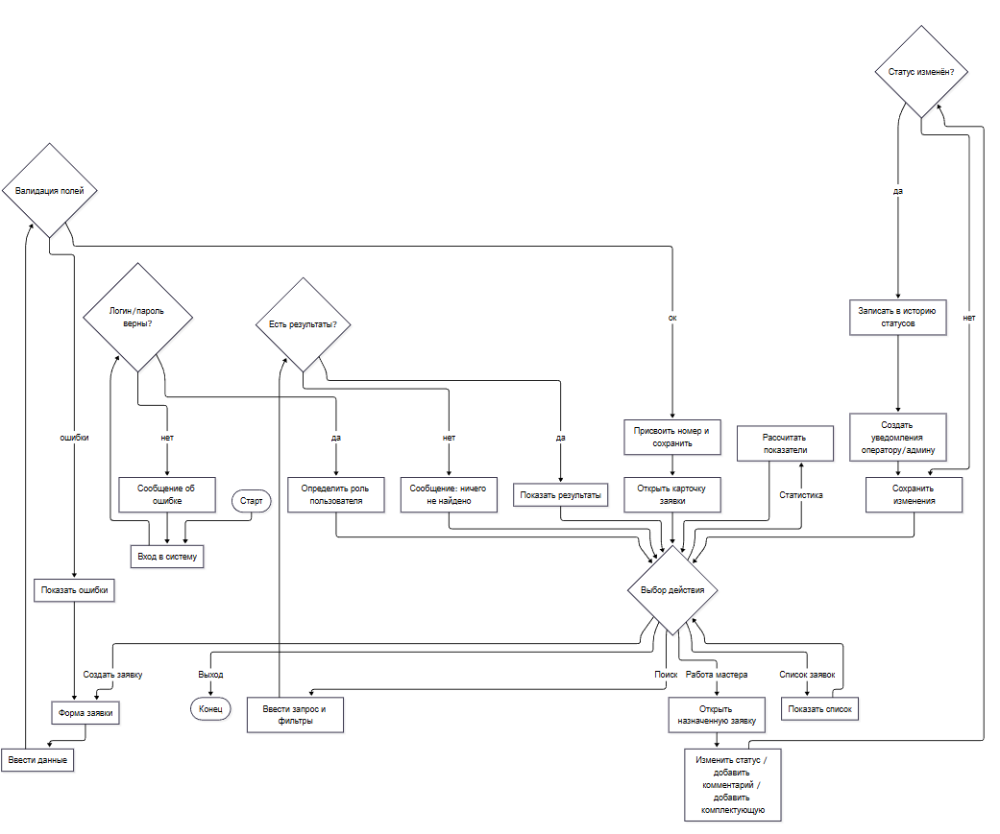 Статус изменён?
Валидация полей
да
Логин/пароль
верны?
Есть результаты?
Записать в историю
статусов
ок
нет
Присвоить номер и
сохранить
Рассчитать
показатели
Создать
уведомления
оператору/админу
ошибки
нет
да
нет
да
Сообщение об
ошибке
Старт
Определить роль
пользователя
Сообщение: ничего
не найдено
Показать результаты
Открыть карточку
заявки
Статистика
Сохранить
изменения
Вход в систему
Показать ошибки
Выбор действия
Создать заявку
Выход
Поиск
Работа мастера
Список заявок
Форма заявки
Конец
Ввести запрос и
фильтры
Открыть
назначенную заявку
Показать список
Ввести данные
Изменить статус /
добавить
комментарий /
добавить
комплектующую